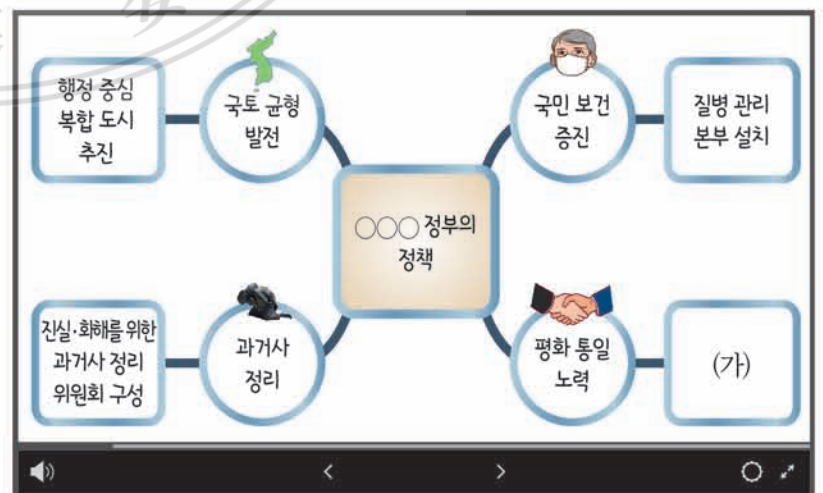 행정 중심
복합 도시
추진
국토 균형
발전
국민 보건
증진
질병 관리
본부 설치
○○○ 정부의
정책
진실·화해를 위한
과거사 정리
위원회 구성
과거사
정리
평화 통일
노력
(가)